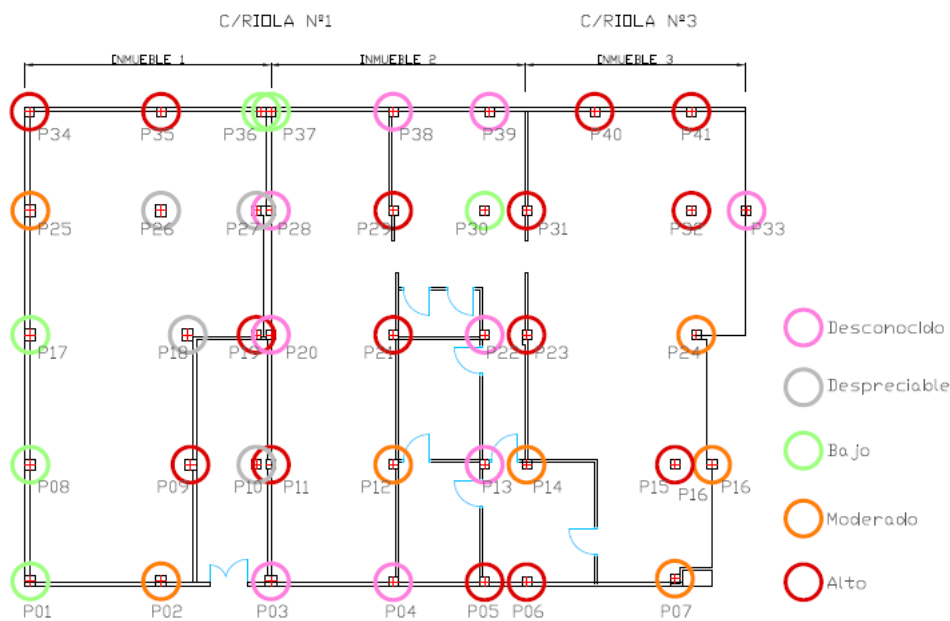 C/RIOLA Nº1 C/RIOLA Nº3
INMUEBLE 1 INMUEBLE 2 INMUEBLE 3
P34 P35 P36 P37 P38 P39 P40 P41
P25 P26 P27 P28 P29 P30 P31 P32 P33
Desconocido
P17 P18 P19 P20 P21 P22 P23 P24
Despreciable
Bajo
P08 P09 P10 P11 P12 P13 P14 P15 P16 P16
Moderado
Alto
P01 P02 P03 P04 P05 P06 P07